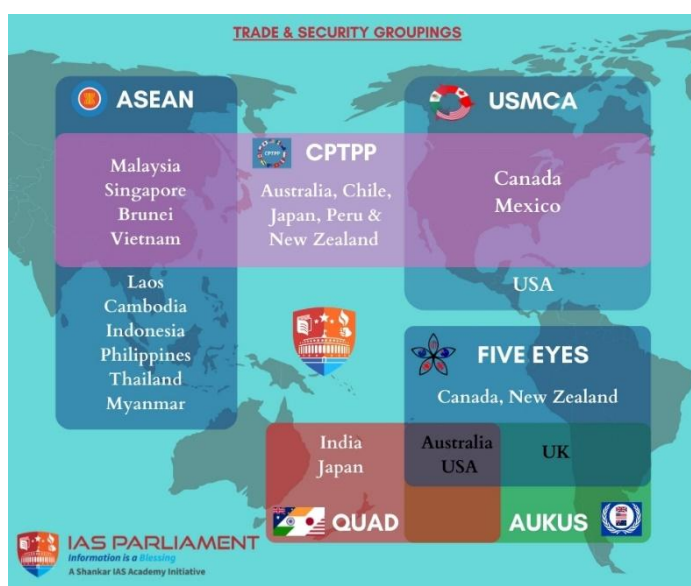 TRADE & SECURITY GROUPINGS
ASEAN
Malaysia
Singapore
Brunei
Vietnam
Laos
Cambodia
Indonesia
Philippines
Thailand
Myanmar
CPTPP
CPTPP
Australia, Chile,
Japan, Peru &
New Zealand
USMCA
Canada
Mexico
USA
FIVE EYES
Canada, New Zealand
India
Japan
Australia
USA
UK
QUAD
AUKUS
IAS PARLIAMENT
Information is a Blessing
A Shankar IAS Academy Initiative